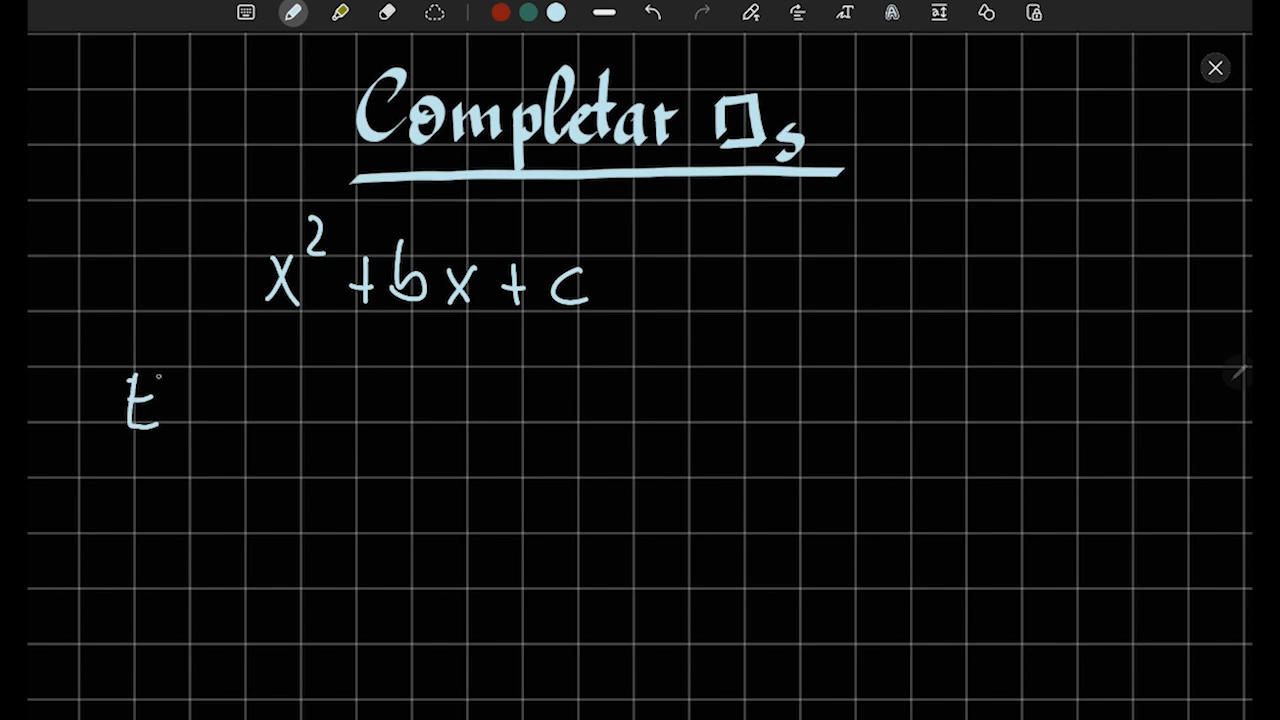 Completar □s
x² + bx + c
E